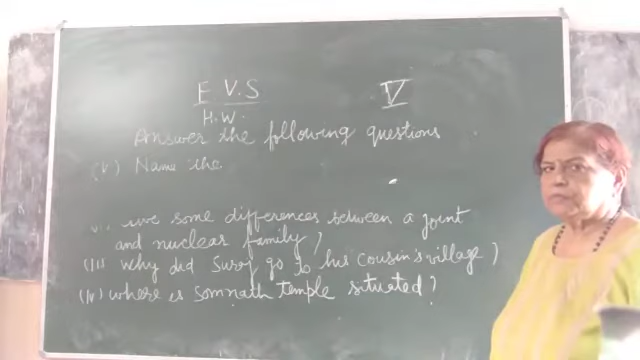 E V.S
V
H.W.
Answer the following questions
(v) Name the
ive some differences between a joint
and nuclear family?
(III) why did Suraj go to his cousin's village?
(IV) where is Somnath temple situated?